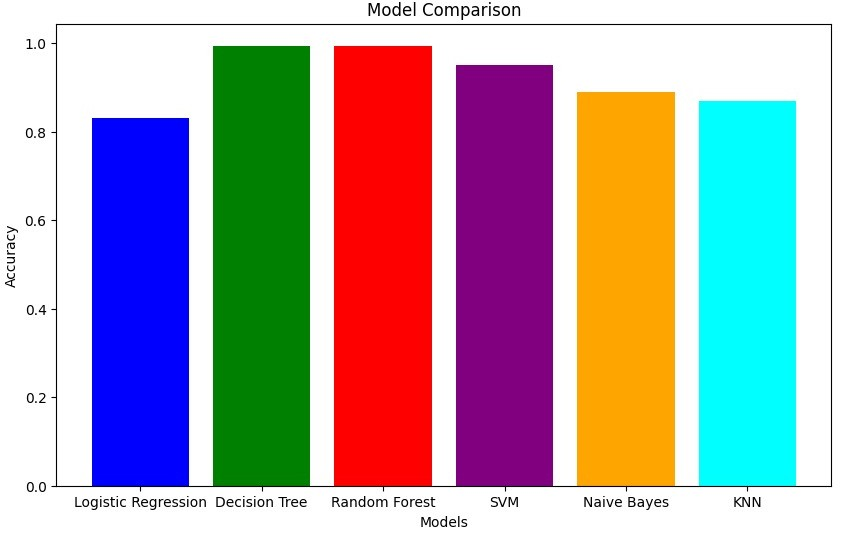 Model Comparison
Accuracy
1.0
0.8
0.6
0.4
0.2
0.0
Logistic Regression Decision Tree Random Forest SVM Naive Bayes KNN
Models